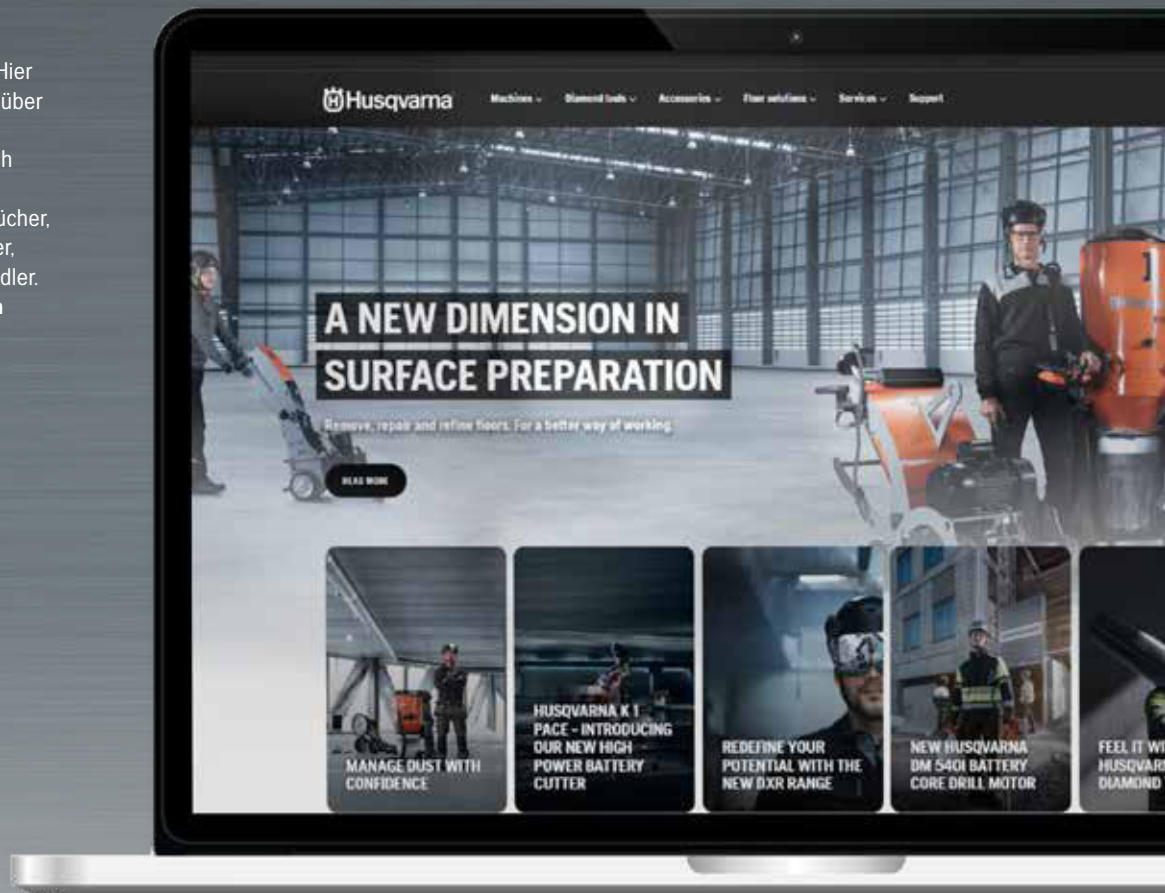 Hier
über
h
ücher,
er,
dler.
n
Husqvarna
Machines
Diamond tools
Accessories
Floor solutions
Services
Support
A NEW DIMENSION IN
SURFACE PREPARATION
Remove, repair and refine floors. For a better way of working.
READ MORE
MANAGE DUST WITH
CONFIDENCE
HUSQVARNA K 1
PACE – INTRODUCING
OUR NEW HIGH
POWER BATTERY
CUTTER
REDEFINE YOUR
POTENTIAL WITH THE
NEW DXR RANGE
NEW HUSQVARNA
DM 540I BATTERY
CORE DRILL MOTOR
FEEL IT WI
HUSQVARN
DIAMOND